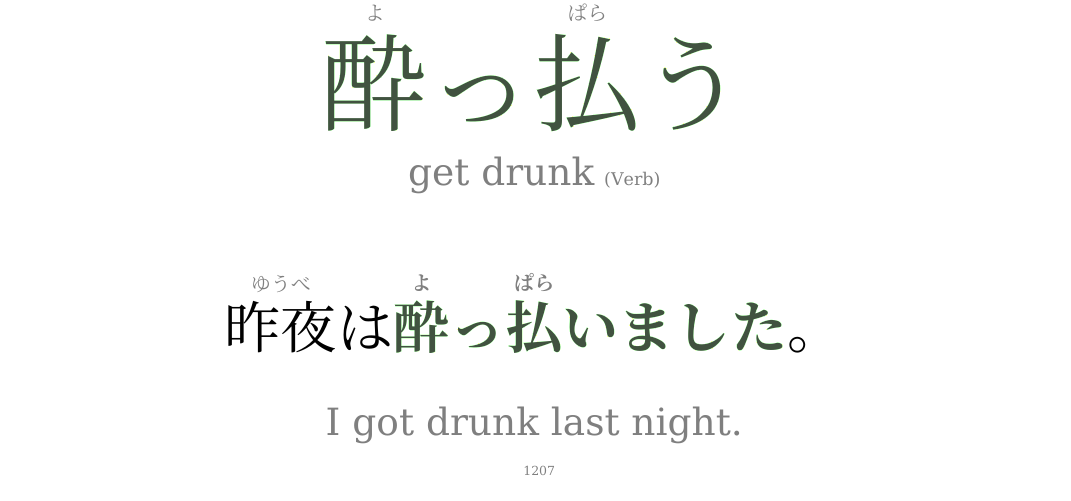 よ ぱら
酔っ払う
get drunk (Verb)
ゆうべ よ ぱら
昨夜は酔っ払いました。
I got drunk last night.
1207